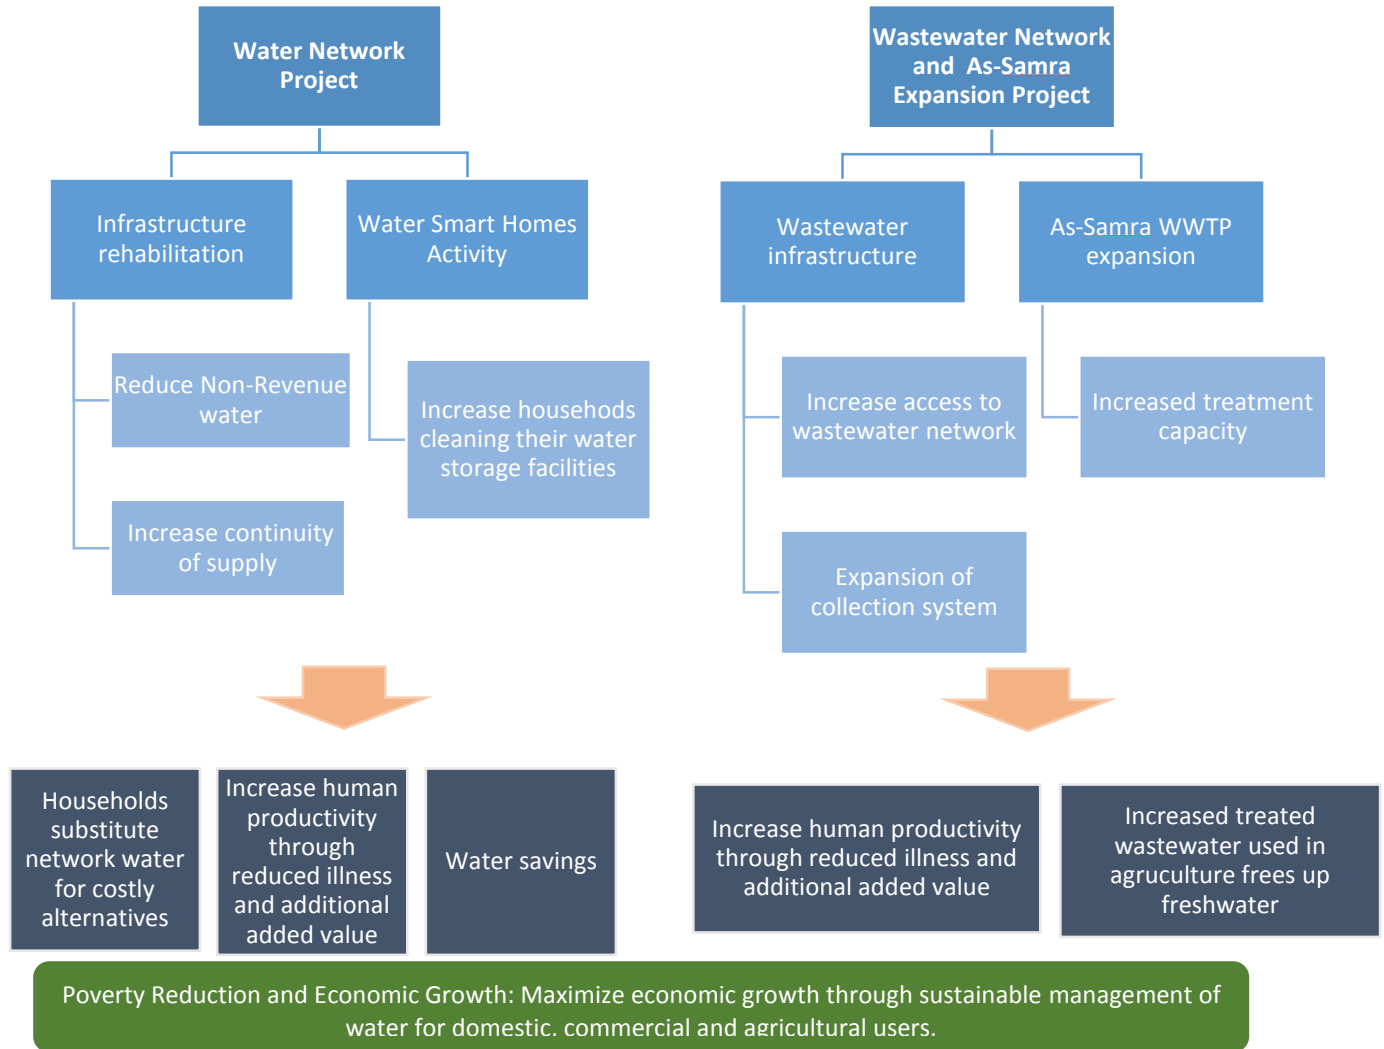 Water Network
Project
Infrastructure
rehabilitation
Water Smart Homes
Activity
Reduce Non-Revenue
water
Increase continuity
of supply
Increase househods
cleaning their water
storage facilities
Wastewater Network
and As-Samra
Expansion Project
Wastewater
infrastructure
As-Samra WWTP
expansion
Increase access to
wastewater network
Expansion of
collection system
Increased treatment
capacity
Households
substitute
network water
for costly
alternatives
Increase human
productivity
through
reduced illness
and additional
added value
Water savings
Increase human productivity
through reduced illness and
additional added value
Increased treated
wastewater used in
agruculture frees up
freshwater
Poverty Reduction and Economic Growth: Maximize economic growth through sustainable management of
water for domestic, commercial and agricultural users.